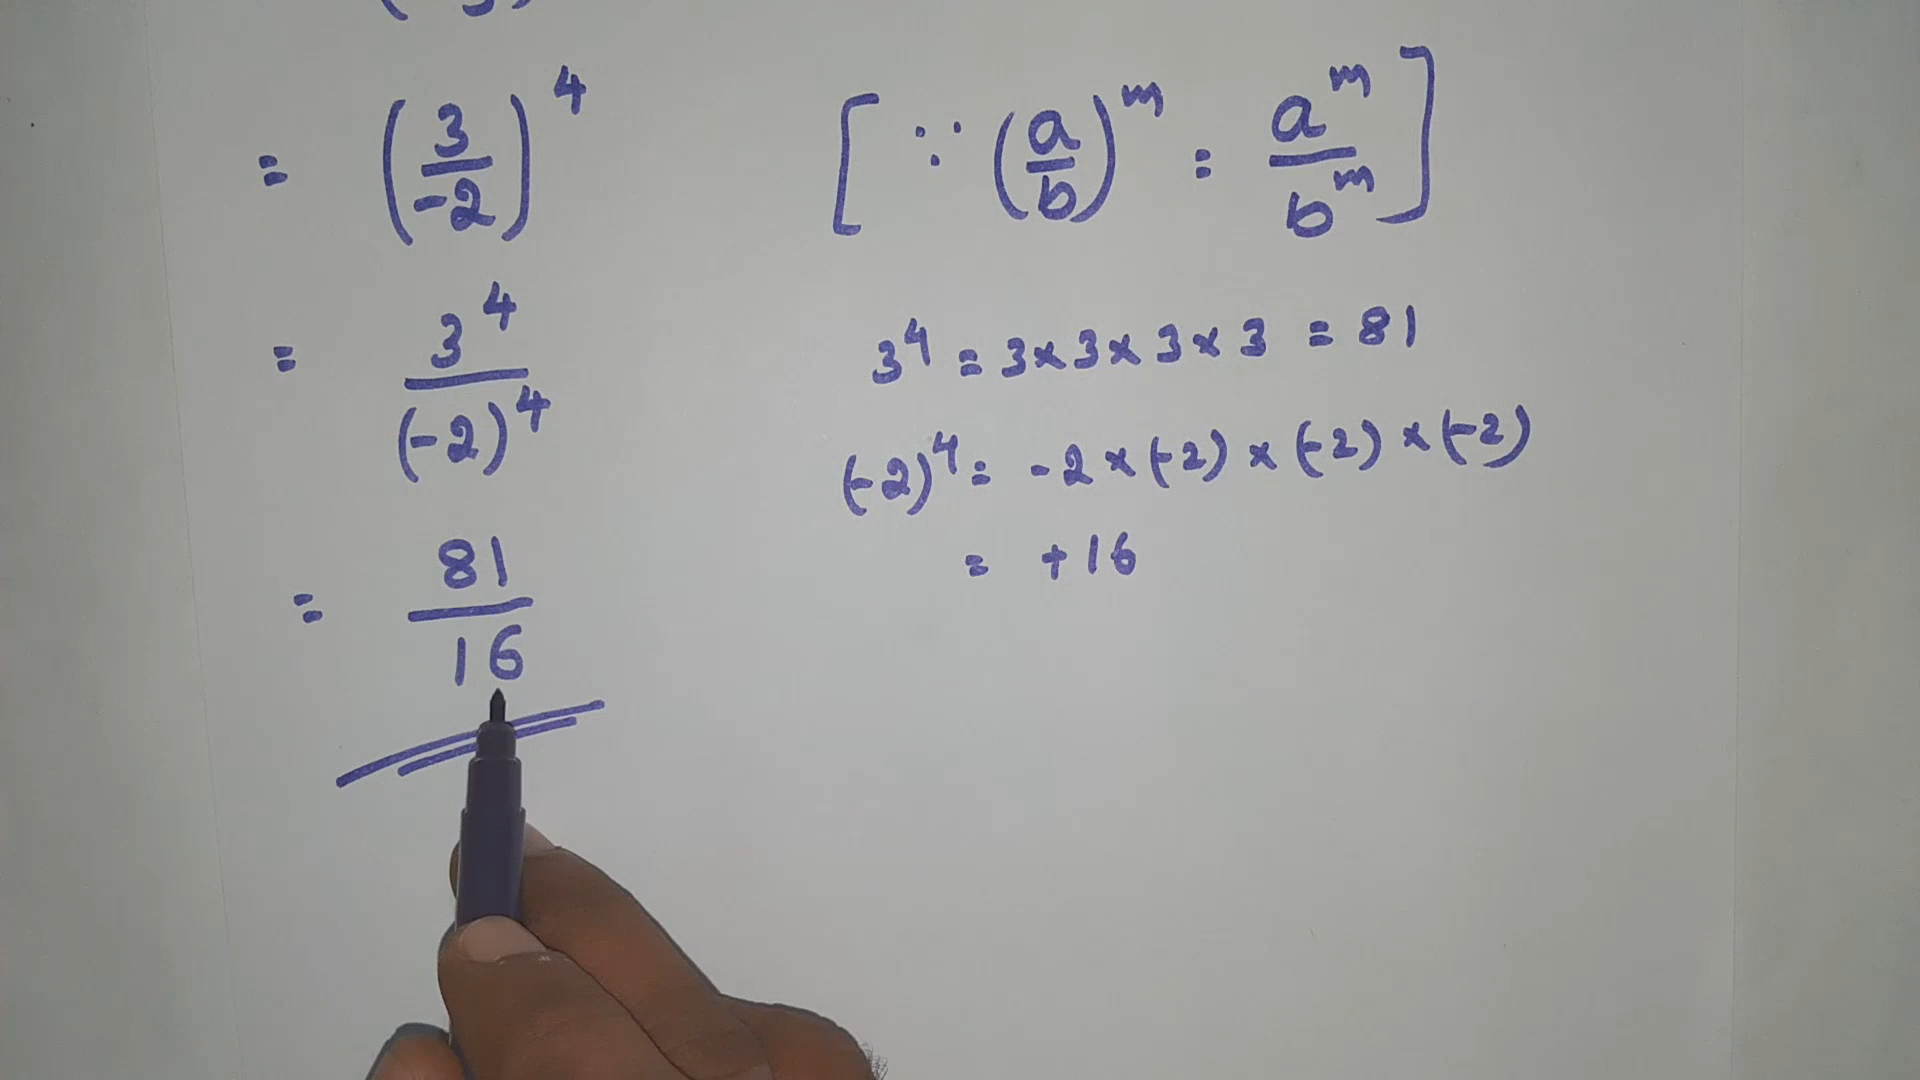 = (3/-2)^4 [∵ (a/b)^m = a^m/b^m]
= 3^4/(-2)^4
3^4 = 3×3×3×3 = 81
(-2)^4 = -2×(-2)×(-2)×(-2)
= +16
= 81/16